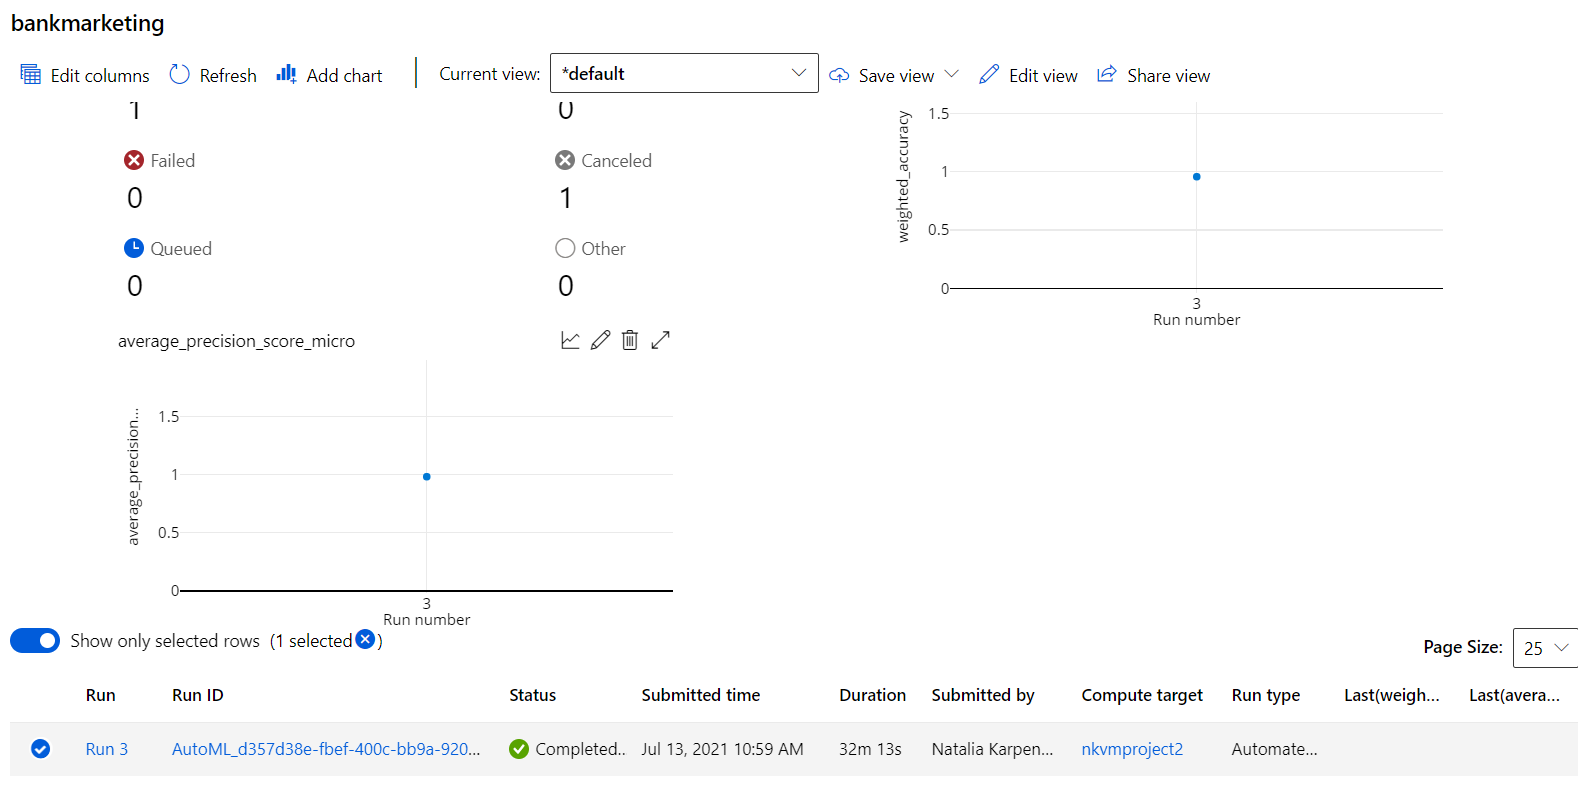 bankmarketing
Edit columns Refresh Add chart Current view: *default Save view Edit view Share view
1 0
Failed Canceled
0 1
Queued Other
0 0
weighted_accuracy
1.5
1
0.5
0
3
Run number
average_precision_score_micro
average_precision...
1.5
1
0.5
0
3
Run number
Show only selected rows (1 selected )
Page Size: 25
Run Run ID Status Submitted time Duration Submitted by Compute target Run type Last(weigh... Last(avera...
Run 3 AutoML_d357d38e-fbef-400c-bb9a-920... Completed.. Jul 13, 2021 10:59 AM 32m 13s Natalia Karpen... nkvmproject2 Automate...